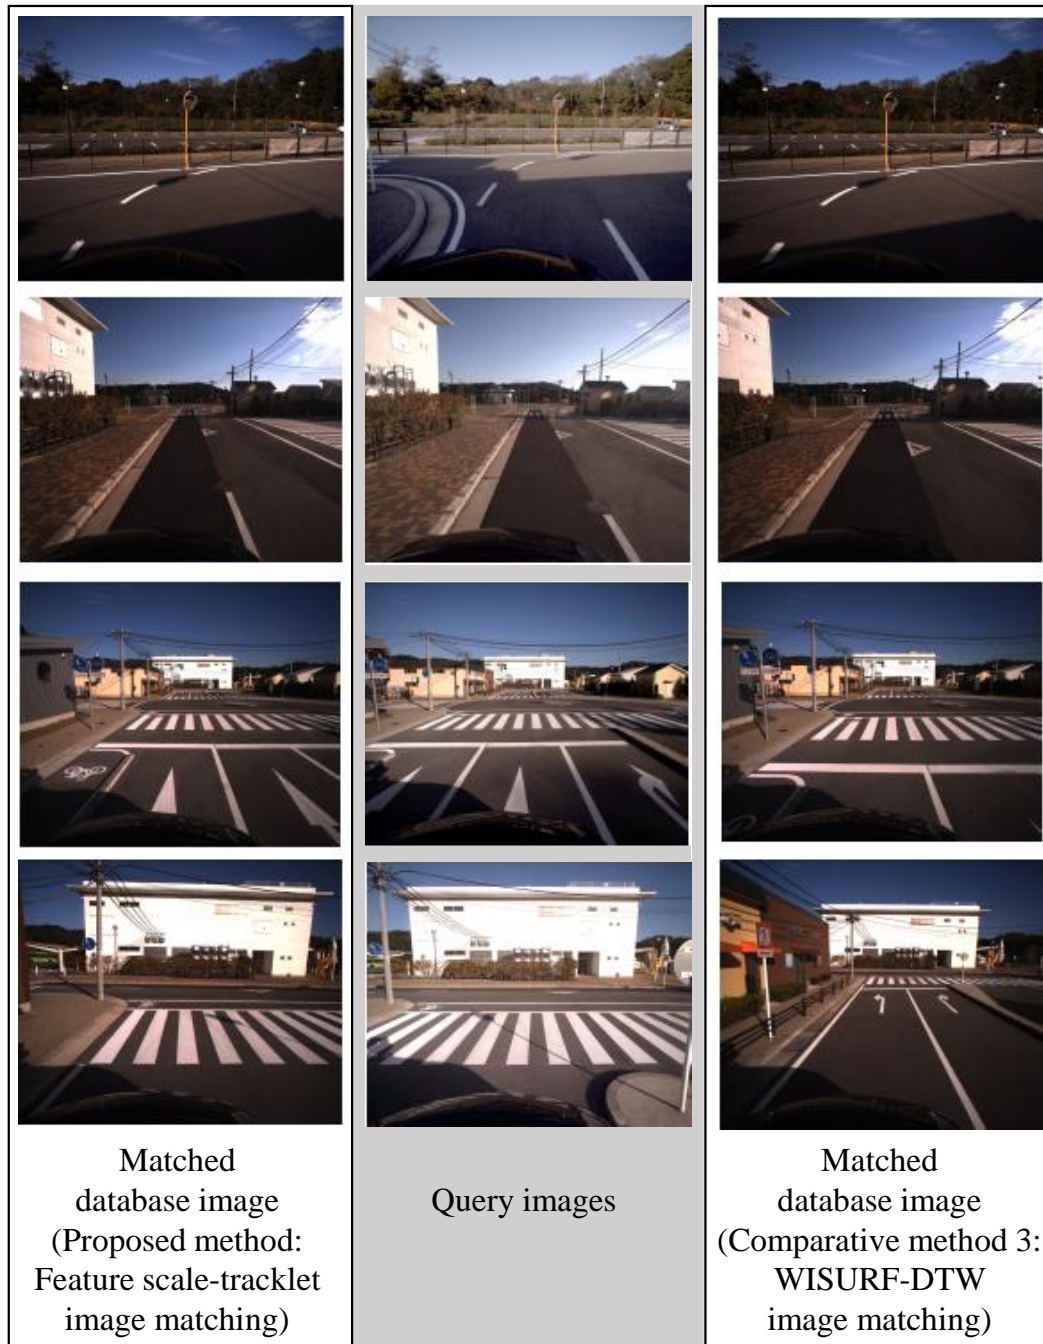 Matched
database image
(Proposed method:
Feature scale-tracklet
image matching)
Query images
Matched
database image
(Comparative method 3:
WISURF-DTW
image matching)